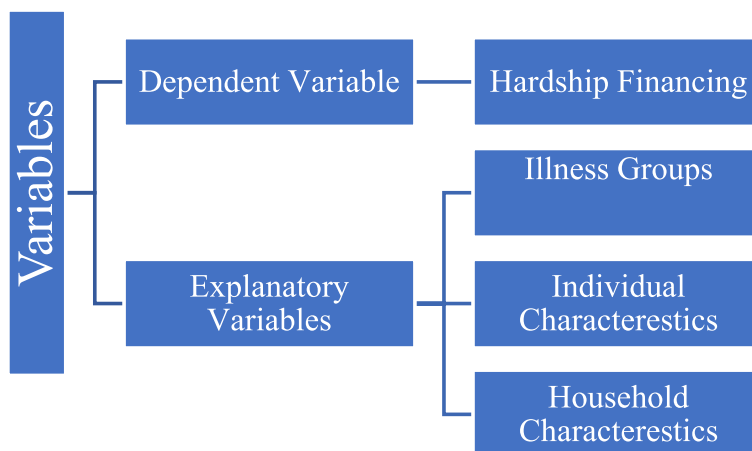 Variables
Dependent Variable
Hardship Financing
Illness Groups
Explanatory
Variables
Individual
Characterestics
Household
Characterestics